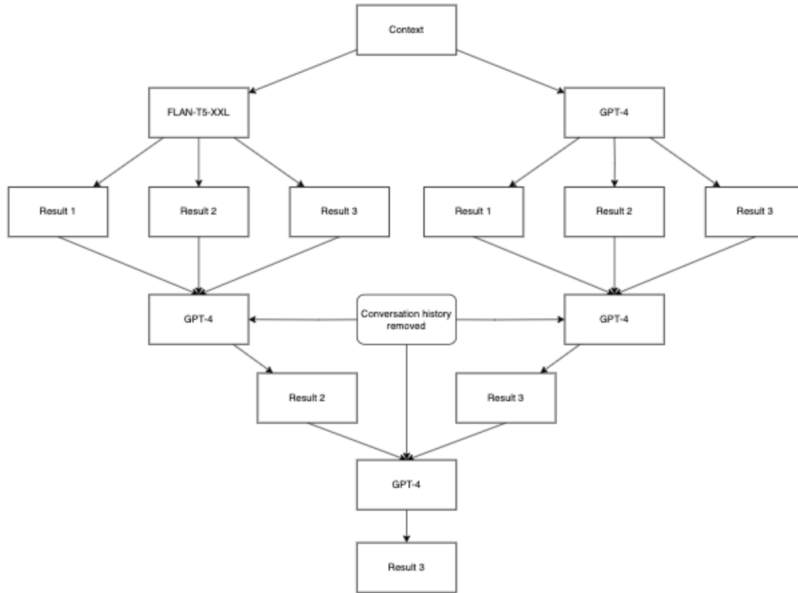 Context
FLAN-T5-XXL
GPT-4
Result 1
Result 2
Result 3
Result 1
Result 2
Result 3
GPT-4
Conversation history
removed
GPT-4
Result 2
Result 3
GPT-4
Result 3